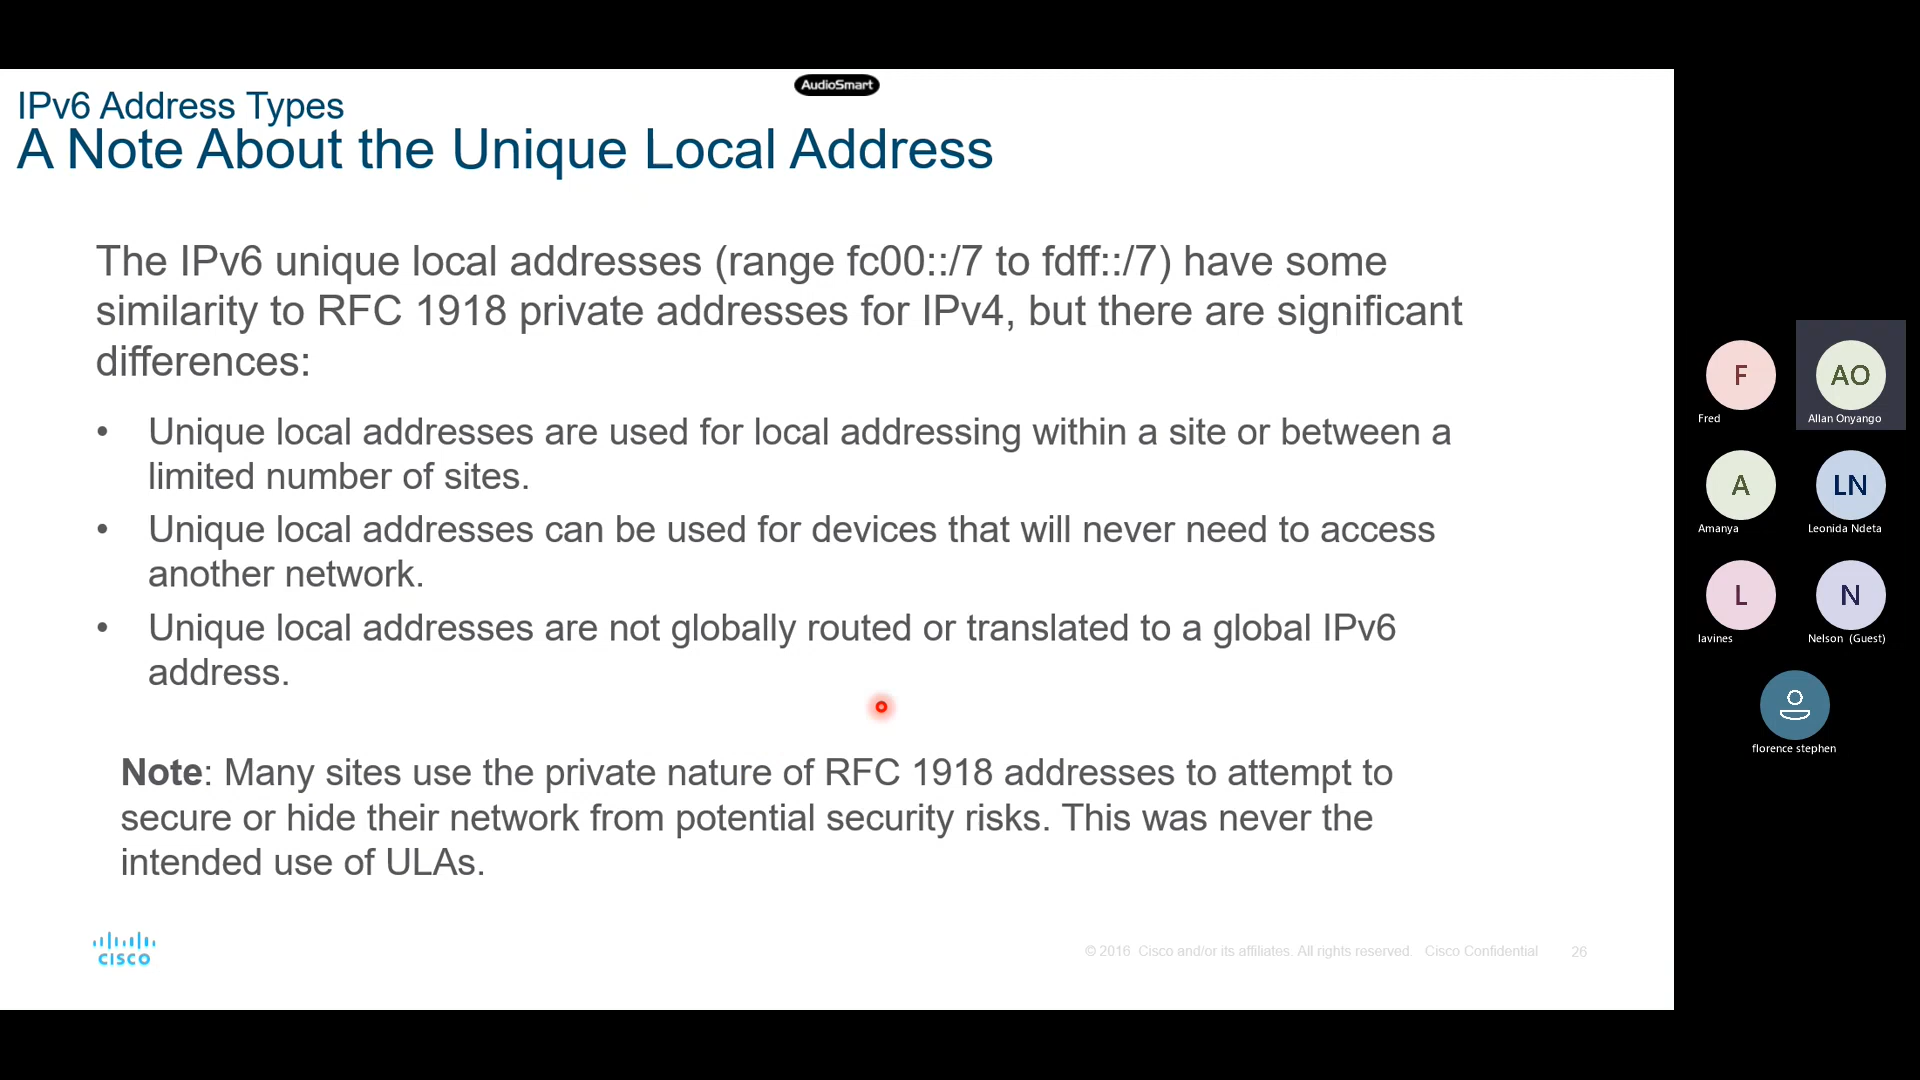 AudioSmart
IPv6 Address Types
A Note About the Unique Local Address
The IPv6 unique local addresses (range fc00::/7 to fdff::/7) have some
similarity to RFC 1918 private addresses for IPv4, but there are significant
differences:
• Unique local addresses are used for local addressing within a site or between a
limited number of sites.
• Unique local addresses can be used for devices that will never need to access
another network.
• Unique local addresses are not globally routed or translated to a global IPv6
address.
Note: Many sites use the private nature of RFC 1918 addresses to attempt to
secure or hide their network from potential security risks. This was never the
intended use of ULAs.
CISCO
© 2016 Cisco and/or its affiliates. All rights reserved. Cisco Confidential 26
F
Fred
AO
Allan Onyango
A
Amanya
LN
Leonida Ndeta
L
lavines
N
Nelson (Guest)
florence stephen